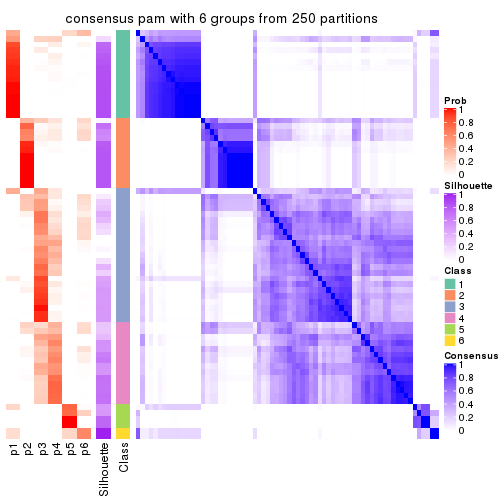 consensus pam with 6 groups from 250 partitions
Prob
1
0.8
0.6
0.4
0.2
0
Silhouette
1
0.8
0.6
0.4
0.2
0
Class
1
2
3
4
5
6
Consensus
1
0.8
0.6
0.4
0.2
0
p1
p2
p3
p4
p5
p6
Silhouette
Class